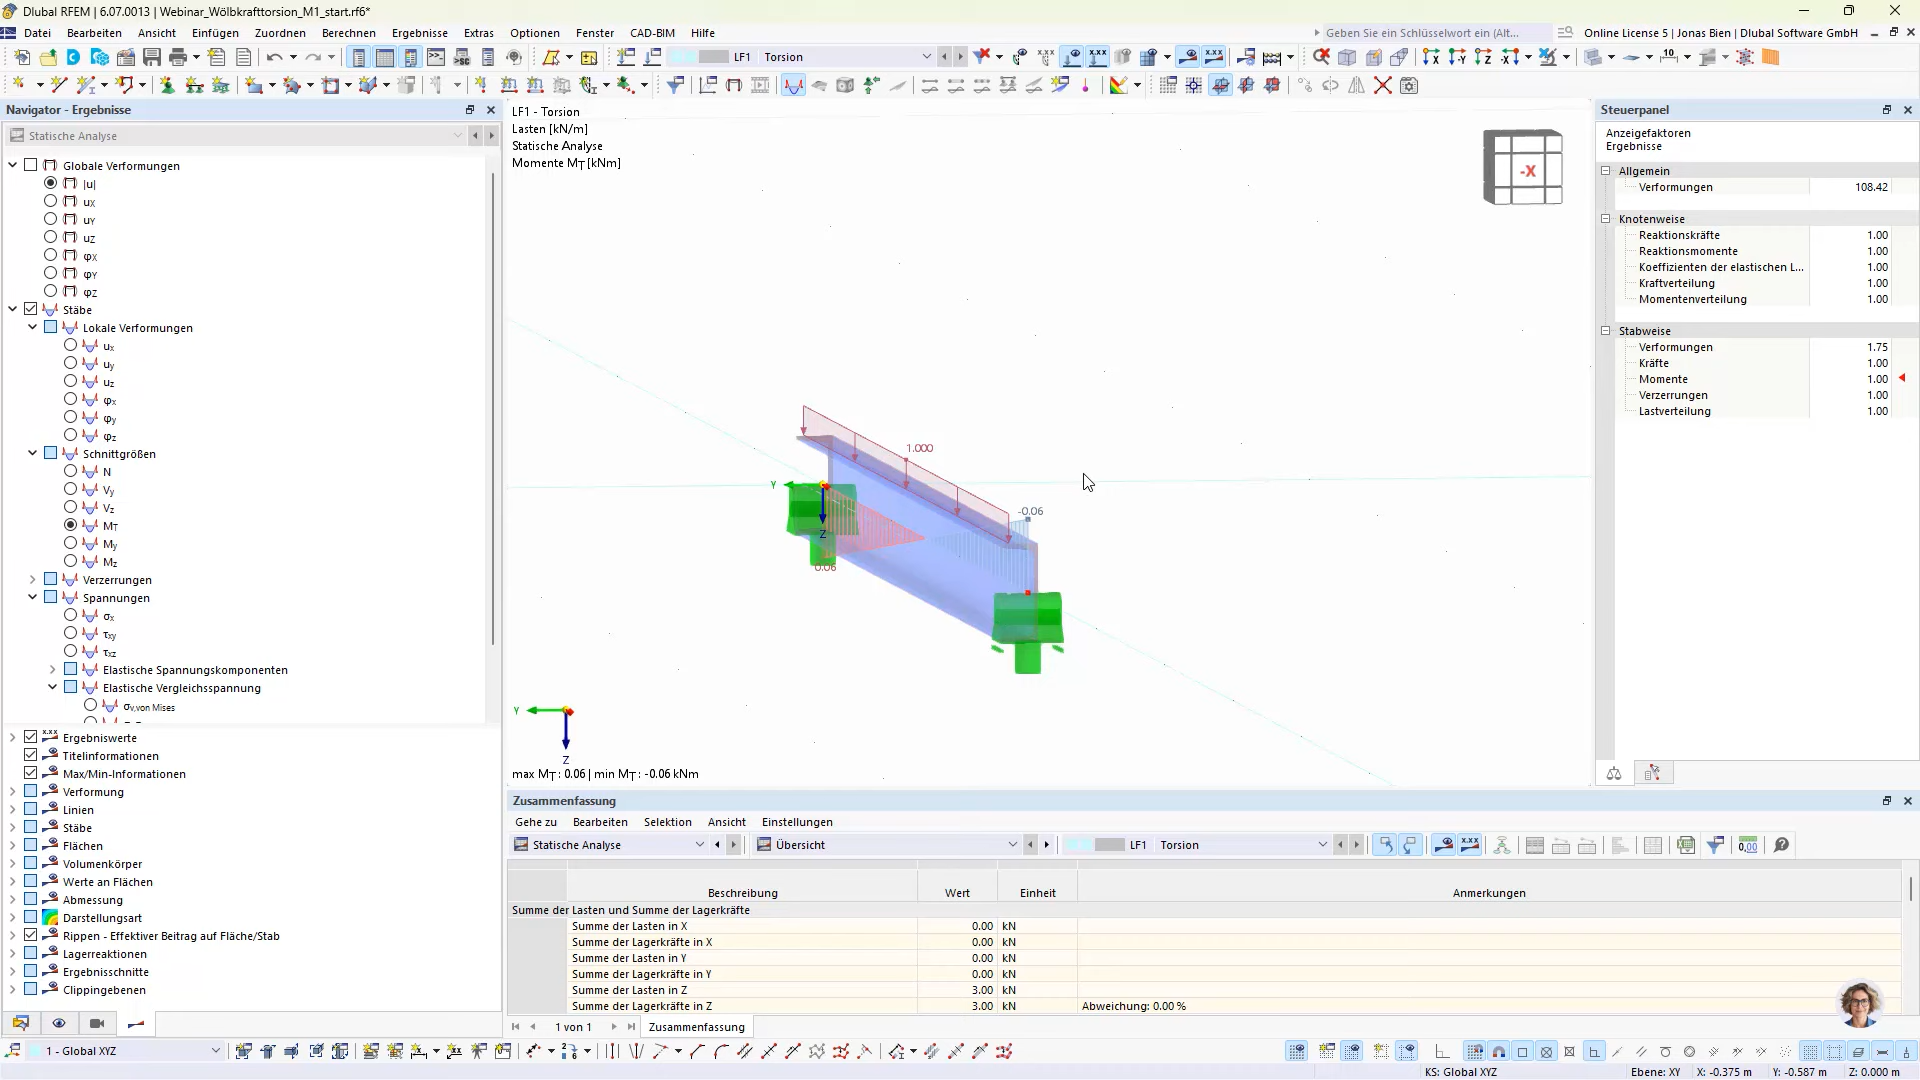 Dlubal RFEM | 6.07.0013 | Webinar_Wölbkrafttorsion_M1_start.rf6*
Datei Bearbeiten Ansicht Einfügen Zuordnen Berechnen Ergebnisse Extras Optionen Fenster CAD-BIM Hilfe
Geben Sie ein Schlüsselwort ein (Alt...
Online License 5 | Jonas Bien | Dlubal Software GmbH
LF1 Torsion
Navigator - Ergebnisse
Statische Analyse
Globale Verformungen
|u|
uX
uY
uZ
φX
φY
φZ
Stäbe
Lokale Verformungen
ux
uy
uz
φx
φy
φz
Schnittgrößen
N
Vy
Vz
MT
My
Mz
Verzerrungen
Spannungen
σx
τxy
τxz
Elastische Spannungskomponenten
Elastische Vergleichsspannung
σv,von Mises
Ergebniswerte
Titelinformationen
Max/Min-Informationen
Verformung
Linien
Stäbe
Flächen
Volumenkörper
Werte an Flächen
Abmessung
Darstellungsart
Rippen - Effektiver Beitrag auf Fläche/Stab
Lagerreaktionen
Ergebnisschnitte
Clippingebenen
LF1 - Torsion
Lasten [kN/m]
Statische Analyse
Momente MT [kNm]
-X
1.000
Y
-0.06
Z
0.06
Y
Z
max MT: 0.06 | min MT: -0.06 kNm
Steuerpanel
Anzeigefaktoren
Ergebnisse
Allgemein
Verformungen 108.42
Knotenweise
Reaktionskräfte 1.00
Reaktionsmomente 1.00
Koeffizienten der elastischen L... 1.00
Kraftverteilung 1.00
Momentenverteilung 1.00
Stabweise
Verformungen 1.75
Kräfte 1.00
Momente 1.00
Verzerrungen 1.00
Lastverteilung 1.00
Zusammenfassung
Gehe zu Bearbeiten Selektion Ansicht Einstellungen
Statische Analyse Übersicht LF1 Torsion
Beschreibung Wert Einheit Anmerkungen
Summe der Lasten und Summe der Lagerkräfte
Summe der Lasten in X 0.00 kN
Summe der Lagerkräfte in X 0.00 kN
Summe der Lasten in Y 0.00 kN
Summe der Lagerkräfte in Y 0.00 kN
Summe der Lasten in Z 3.00 kN
Summe der Lagerkräfte in Z 3.00 kN Abweichung: 0.00 %
1 von 1 Zusammenfassung
1 - Global XYZ
KS: Global XYZ Ebene: XY X: -0.375 m Y: -0.587 m Z: 0.000 m